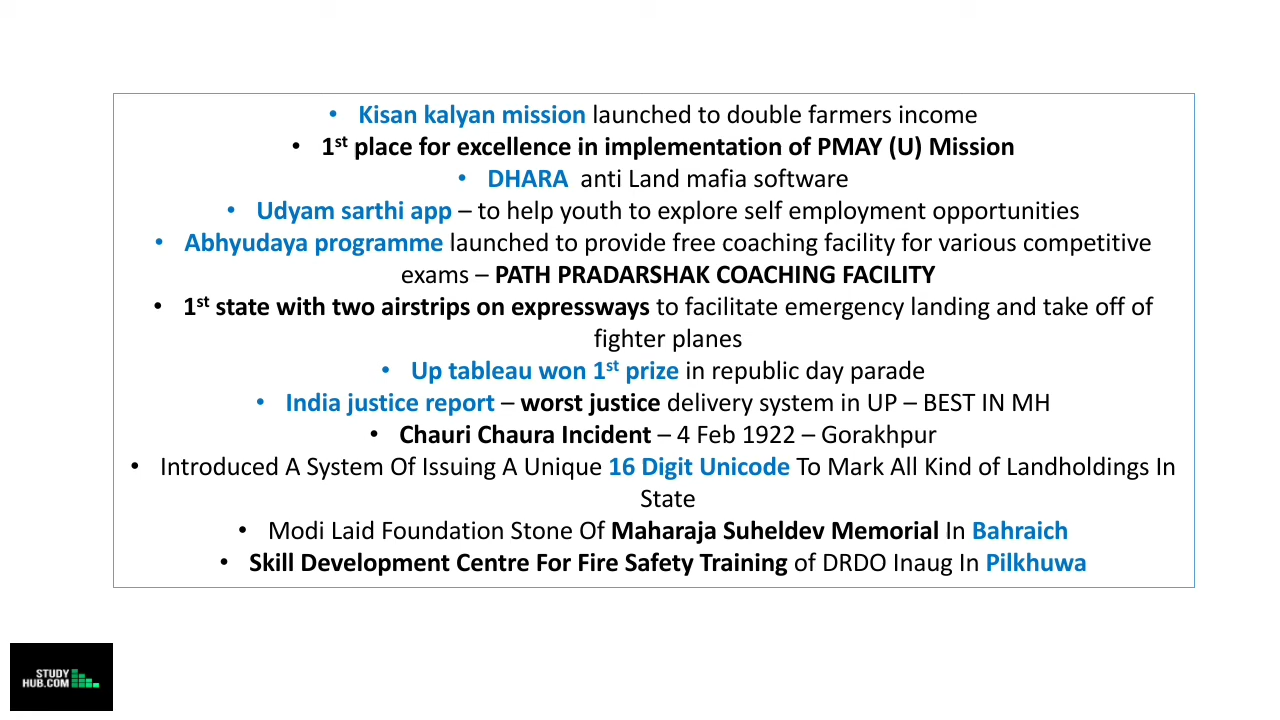 • Kisan kalyan mission launched to double farmers income
• 1st place for excellence in implementation of PMAY (U) Mission
• DHARA anti Land mafia software
• Udyam sarthi app – to help youth to explore self employment opportunities
• Abhyudaya programme launched to provide free coaching facility for various competitive
exams – PATH PRADARSHAK COACHING FACILITY
• 1st state with two airstrips on expressways to facilitate emergency landing and take off of
fighter planes
• Up tableau won 1st prize in republic day parade
• India justice report – worst justice delivery system in UP – BEST IN MH
• Chauri Chaura Incident – 4 Feb 1922 – Gorakhpur
• Introduced A System Of Issuing A Unique 16 Digit Unicode To Mark All Kind of Landholdings In
State
• Modi Laid Foundation Stone Of Maharaja Suheldev Memorial In Bahraich
• Skill Development Centre For Fire Safety Training of DRDO Inaug In Pilkhuwa
STUDY
HUB.COM